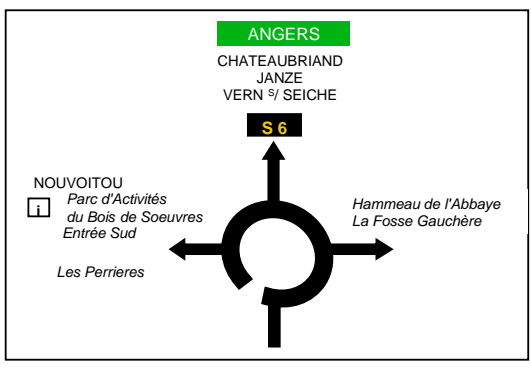 ANGERS
CHATEAUBRIAND
JANZE
VERN S/ SEICHE
S 6
NOUVOITOU
i
Parc d'Activités
du Bois de Soeuvres
Entrée Sud
Les Perrieres
Hammeau de l'Abbaye
La Fosse Gauchère